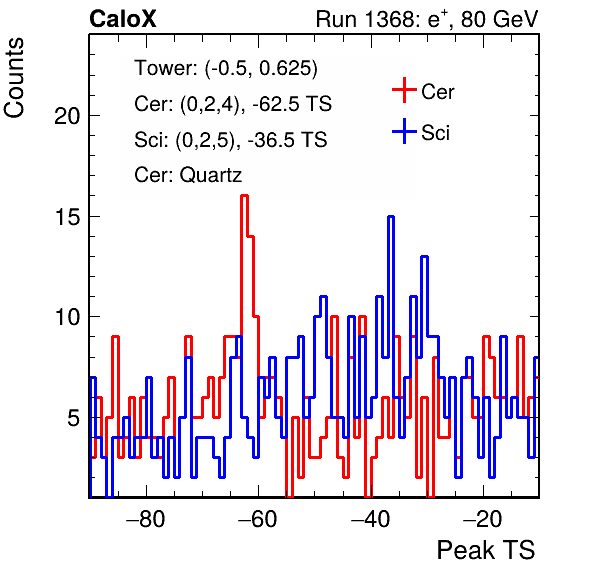 CaloX
Run 1368: e+, 80 GeV
Counts
Tower: (-0.5, 0.625)
Cer: (0,2,4), -62.5 TS
Sci: (0,2,5), -36.5 TS
Cer: Quartz
Cer
Sci
20
15
10
5
−80
−60
−40
−20
Peak TS